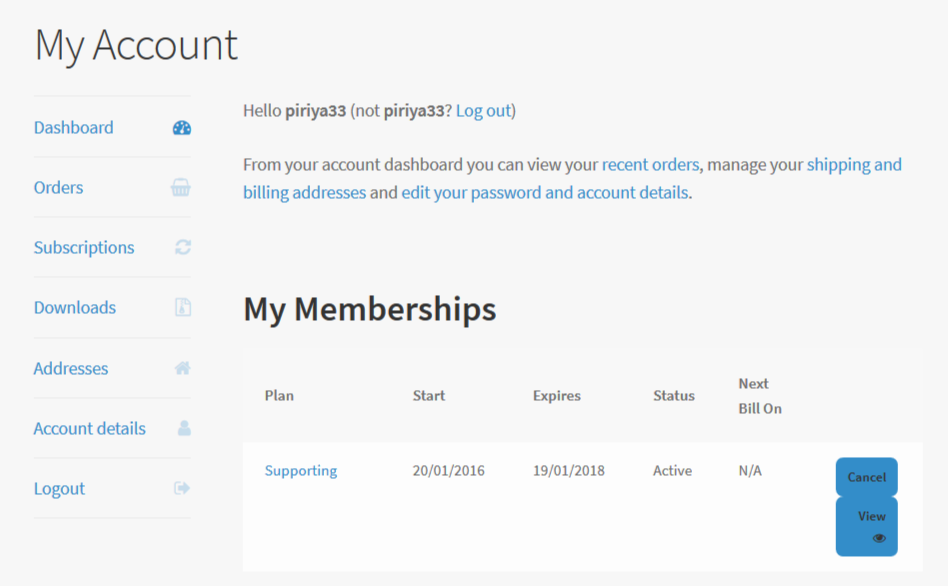 My Account
Dashboard
Orders
Subscriptions
Downloads
Addresses
Account details
Logout
Hello piriya33 (not piriya33? Log out)
From your account dashboard you can view your recent orders, manage your shipping and
billing addresses and edit your password and account details.
My Memberships
Plan Start Expires Status Next
Bill On
Supporting 20/01/2016 19/01/2018 Active N/A Cancel
View